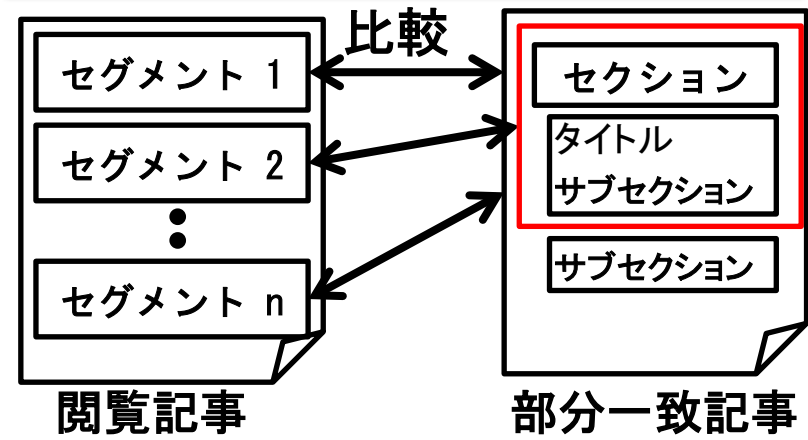 比較
セグメント 1
セグメント 2
セグメント n
閲覧記事
セクション
タイトル
サブセクション
サブセクション
部分一致記事